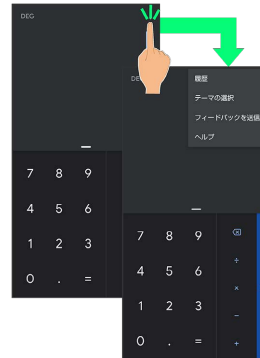 DEG
7 8 9
4 5 6
1 2 3
0 . =
DE
履歴
テーマの選択
フィードバックを送信
ヘルプ
7 8 9 ⌫
4 5 6 ÷
1 2 3 ×
−
0 . = +